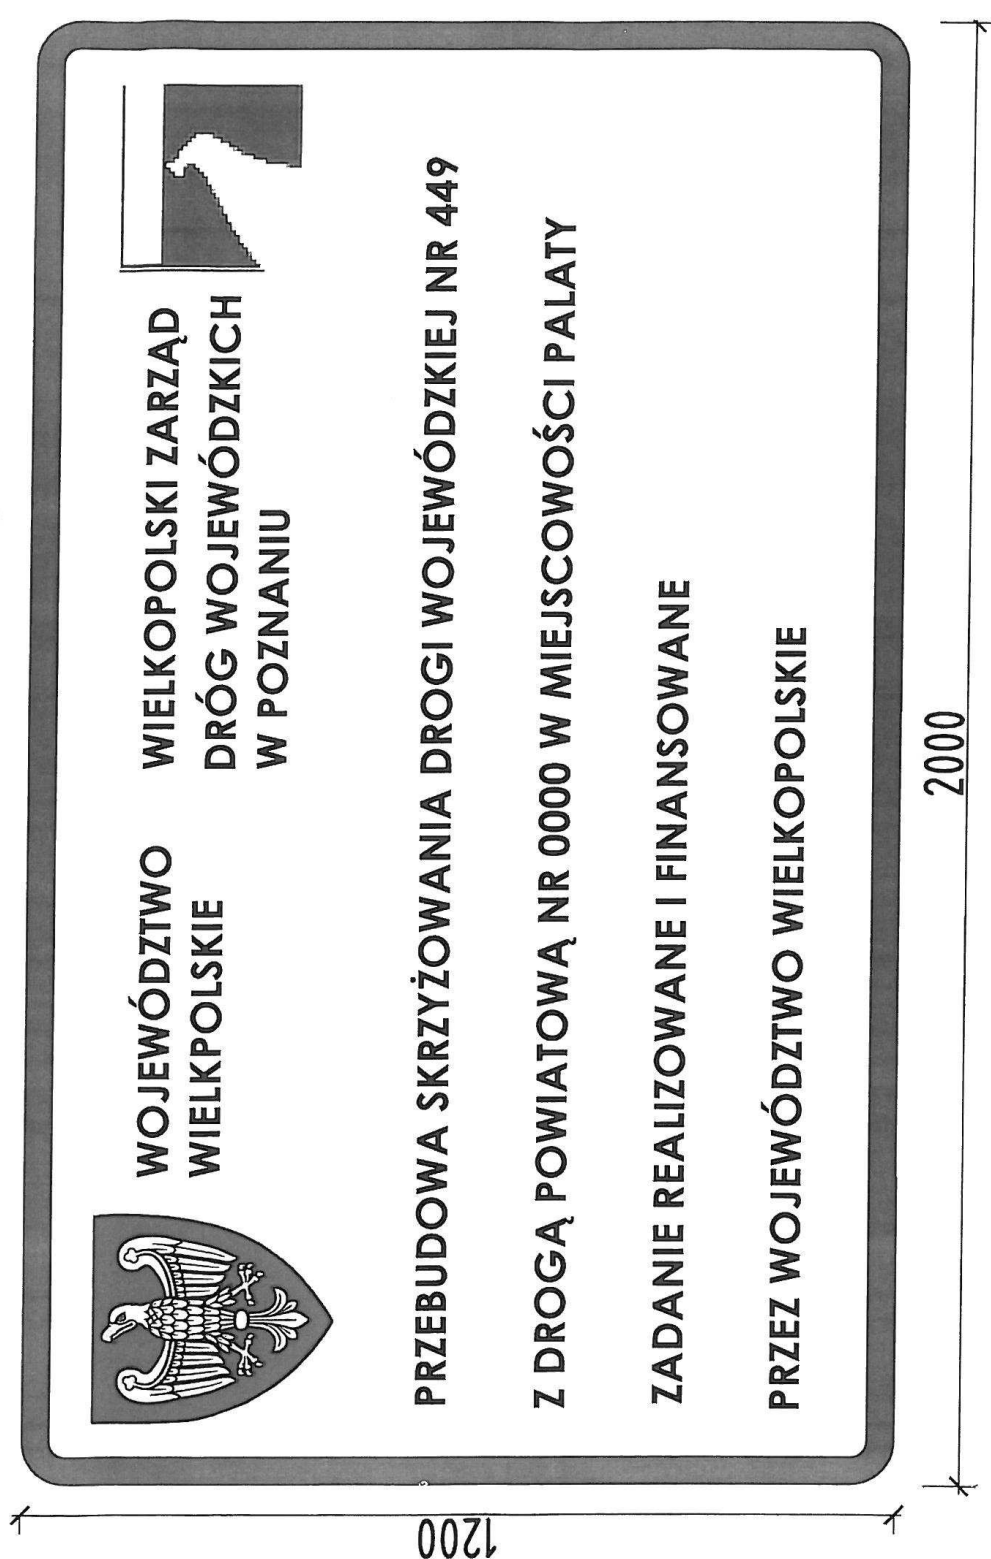 WOJEWÓDZTWO
WIELKPOLSKIE
WIELKOPOLSKI ZARZĄD
DRÓG WOJEWÓDZKICH
W POZNANIU
PRZEBUDOWA SKRZYŻOWANIA DROGI WOJEWÓDZKIEJ NR 449
Z DROGĄ POWIATOWĄ NR 0000 W MIEJSCOWOŚCI PALATY
ZADANIE REALIZOWANE I FINANSOWANE
PRZEZ WOJEWÓDZTWO WIELKOPOLSKIE
1200
2000